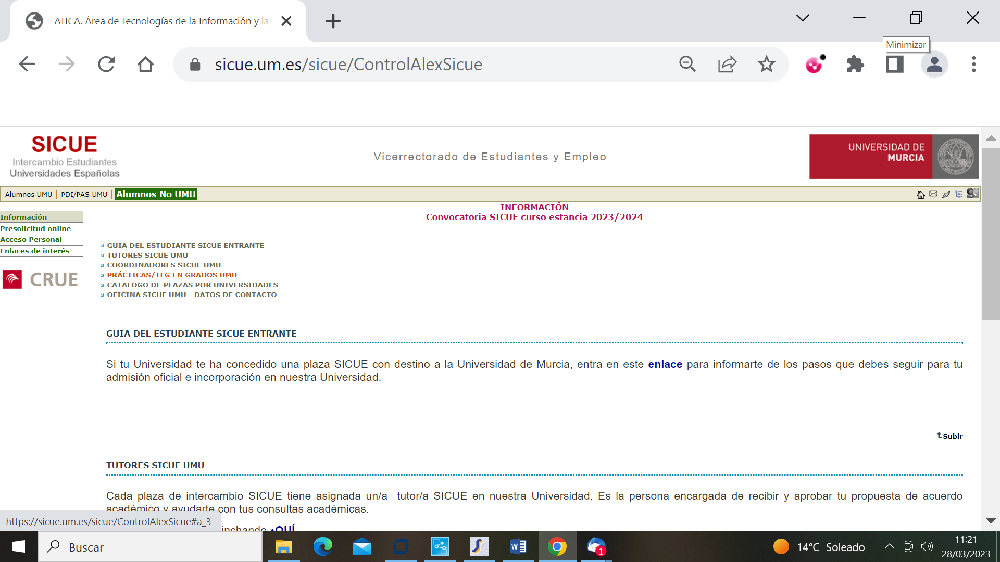 ATICA. Área de Tecnologías de la Información y las
Minimizar
sicue.um.es/sicue/ControlAlexSicue
SICUE
Intercambio Estudiantes
Universidades Españolas
Vicerrectorado de Estudiantes y Empleo
UNIVERSIDAD DE
MURCIA
Alumnos UMU | PDI/PAS UMU | Alumnos No UMU
INFORMACIÓN
Convocatoria SICUE curso estancia 2023/2024
Información
Presolicitud online
Acceso Personal
Enlaces de interés
CRUE
GUIA DEL ESTUDIANTE SICUE ENTRANTE
TUTORES SICUE UMU
COORDINADORES SICUE UMU
PRÁCTICAS/TFG EN GRADOS UMU
CATALOGO DE PLAZAS POR UNIVERSIDADES
OFICINA SICUE UMU - DATOS DE CONTACTO
GUIA DEL ESTUDIANTE SICUE ENTRANTE
Si tu Universidad te ha concedido una plaza SICUE con destino a la Universidad de Murcia, entra en este enlace para informarte de los pasos que debes seguir para tu
admisión oficial e incorporación en nuestra Universidad.
Subir
TUTORES SICUE UMU
Cada plaza de intercambio SICUE tiene asignada un/a tutor/a SICUE en nuestra Universidad. Es la persona encargada de recibir y aprobar tu propuesta de acuerdo
académico y ayudarte con tus consultas académicas.
https://sicue.um.es/sicue/ControlAlexSicue#a_3
inchando AQUÍ
Buscar
1
14°C Soleado
11:21
28/03/2023